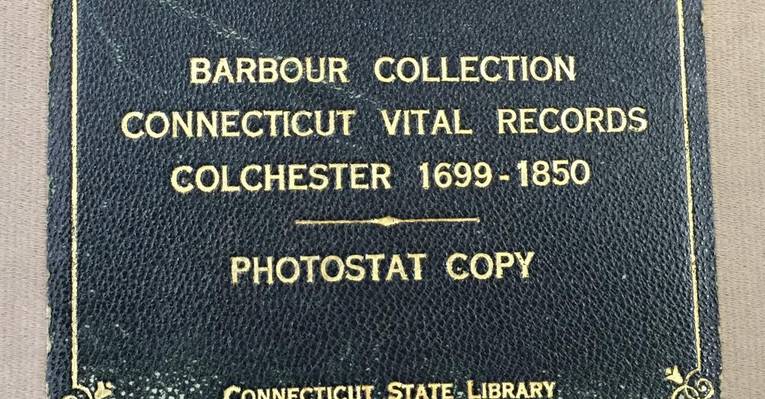 BARBOUR COLLECTION
CONNECTICUT VITAL RECORDS
COLCHESTER 1699-1850
PHOTOSTAT COPY
CONNECTICUT STATE LIBRARY